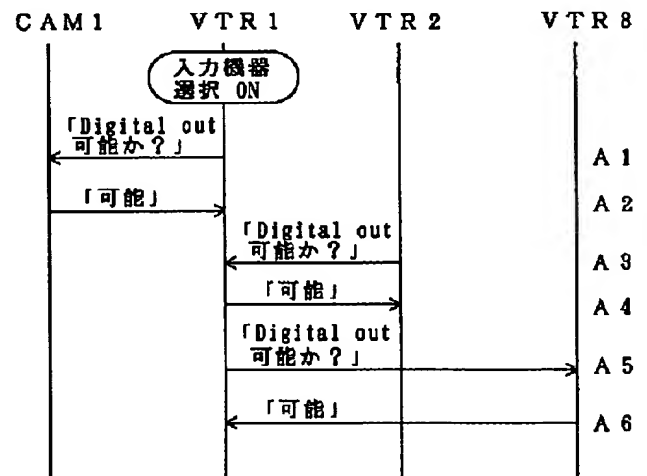 CAM1 VTR1 VTR2 VTR3
入力機器
選択 ON
「Digital out
可能か？」
A1
「可能」
A2
「Digital out
可能か？」
A3
「可能」
A4
「Digital out
可能か？」
A5
「可能」
A6